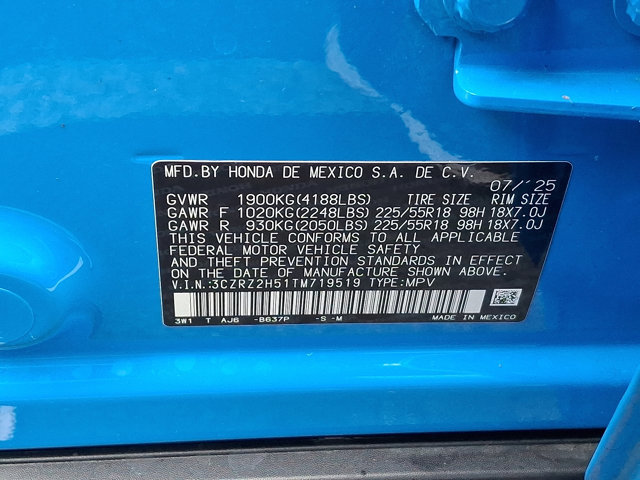 MFD.BY HONDA DE MEXICO S.A. DE C.V.
07/'25
GVWR 1900KG(4188LBS) TIRE SIZE RIM SIZE
GAWR F 1020KG(2248LBS) 225/55R18 98H 18X7.0J
GAWR R 930KG(2050LBS) 225/55R18 98H 18X7.0J
THIS VEHICLE CONFORMS TO ALL APPLICABLE
FEDERAL MOTOR VEHICLE SAFETY, BUMPER,
AND THEFT PREVENTION STANDARDS IN EFFECT ON
THE DATE OF MANUFACTURE SHOWN ABOVE.
V.I.N.:3CZRZ2H51TM719519 TYPE:MPV
3W1 T AJ6 -B637P -S -M MADE IN MEXICO